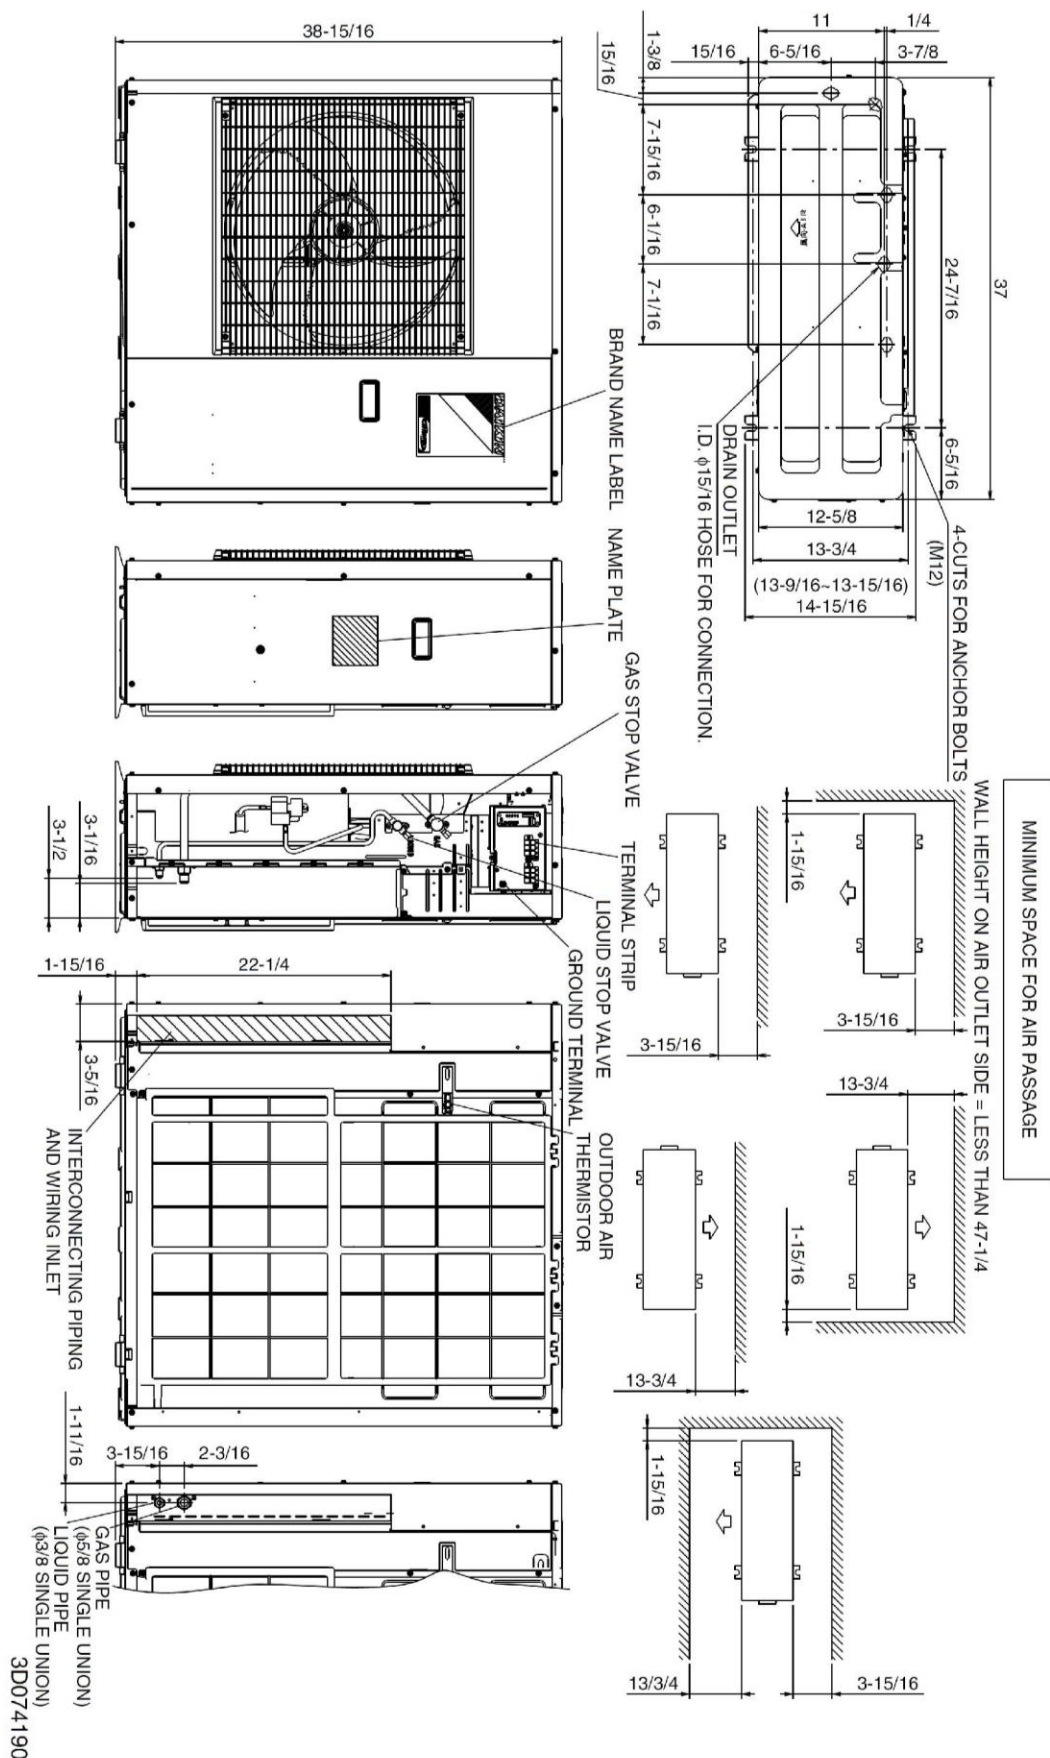 38-15/16
11
1/4
15/16
6-5/16
3-7/8
1-3/8
15/16
7-15/16
6-1/16
7-1/16
37
24-7/16
6-5/16
DRAIN OUTLET
I.D. ϕ15/16 HOSE FOR CONNECTION.
12-5/8
13-3/4
(13-9/16~13-15/16)
14-15/16
4-CUTS FOR ANCHOR BOLTS
(M12)
BRAND NAME LABEL
NAME PLATE
GAS STOP VALVE
TERMINAL STRIP
LIQUID STOP VALVE
GROUND TERMINAL
3-1/16
3-1/2
1-15/16
22-1/4
3-5/16
OUTDOOR AIR
THERMISTOR
INTERCONNECTING PIPING
AND WIRING INLET
1-11/16
3-15/16
2-3/16
GAS PIPE
(ϕ5/8 SINGLE UNION)
LIQUID PIPE
(ϕ3/8 SINGLE UNION)
MINIMUM SPACE FOR AIR PASSAGE
WALL HEIGHT ON AIR OUTLET SIDE = LESS THAN 47-1/4
1-15/16
3-15/16
3-15/16
13-3/4
1-15/16
13-3/4
1-15/16
13/3/4
3-15/16
3D074190